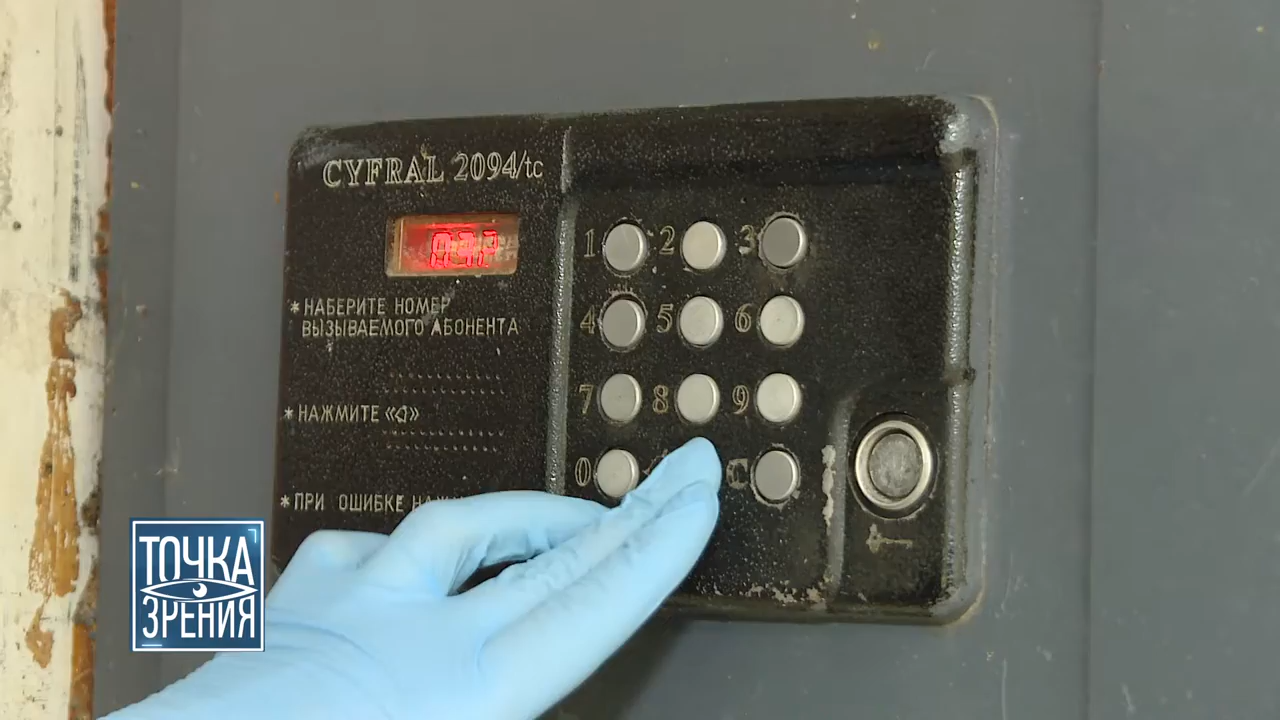 CYFRAL 2094/tc
* НАБЕРИТЕ НОМЕР
ВЫЗЫВАЕМОГО АБОНЕНТА
* НАЖМИТЕ «»
* ПРИ ОШИБКЕ
1 2 3
4 5 6
7 8 9
0 C
ТОЧКА
ЗРЕНИЯ